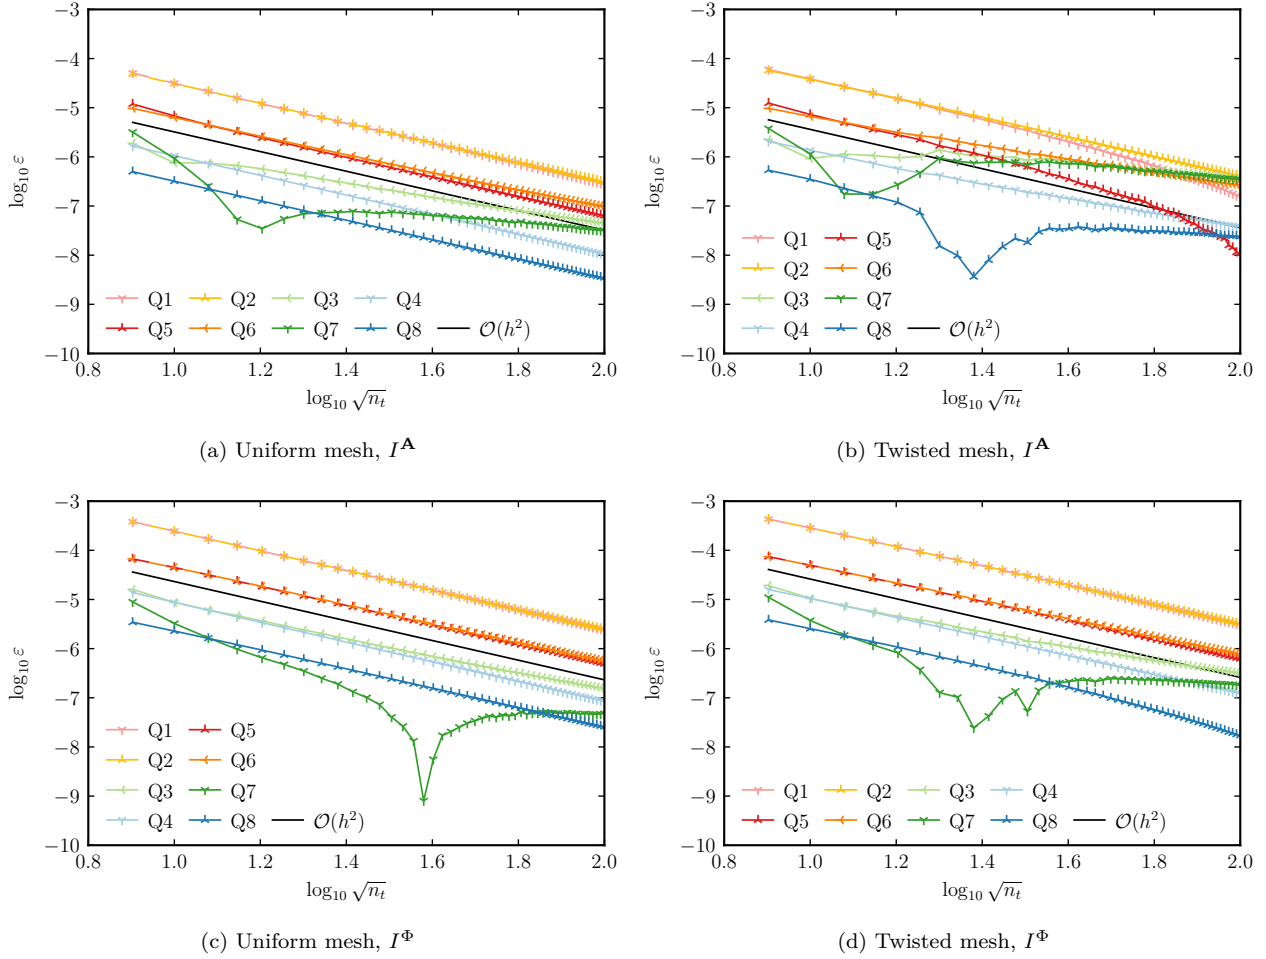 −3
−4
−5
−6
−7
−8
−9
−10
log₁₀ ε
0.8 1.0 1.2 1.4 1.6 1.8 2.0
log₁₀ √nₜ
Q1 Q2 Q3 Q4
Q5 Q6 Q7 Q8 𝒪(h²)
(a) Uniform mesh, I^𝐀
−3
−4
−5
−6
−7
−8
−9
−10
log₁₀ ε
0.8 1.0 1.2 1.4 1.6 1.8 2.0
log₁₀ √nₜ
Q1 Q5
Q2 Q6
Q3 Q7
Q4 Q8 𝒪(h²)
(b) Twisted mesh, I^𝐀
−3
−4
−5
−6
−7
−8
−9
−10
log₁₀ ε
0.8 1.0 1.2 1.4 1.6 1.8 2.0
log₁₀ √nₜ
Q1 Q5
Q2 Q6
Q3 Q7
Q4 Q8 𝒪(h²)
(c) Uniform mesh, I^Φ
−3
−4
−5
−6
−7
−8
−9
−10
log₁₀ ε
0.8 1.0 1.2 1.4 1.6 1.8 2.0
log₁₀ √nₜ
Q1 Q2 Q3 Q4
Q5 Q6 Q7 Q8 𝒪(h²)
(d) Twisted mesh, I^Φ